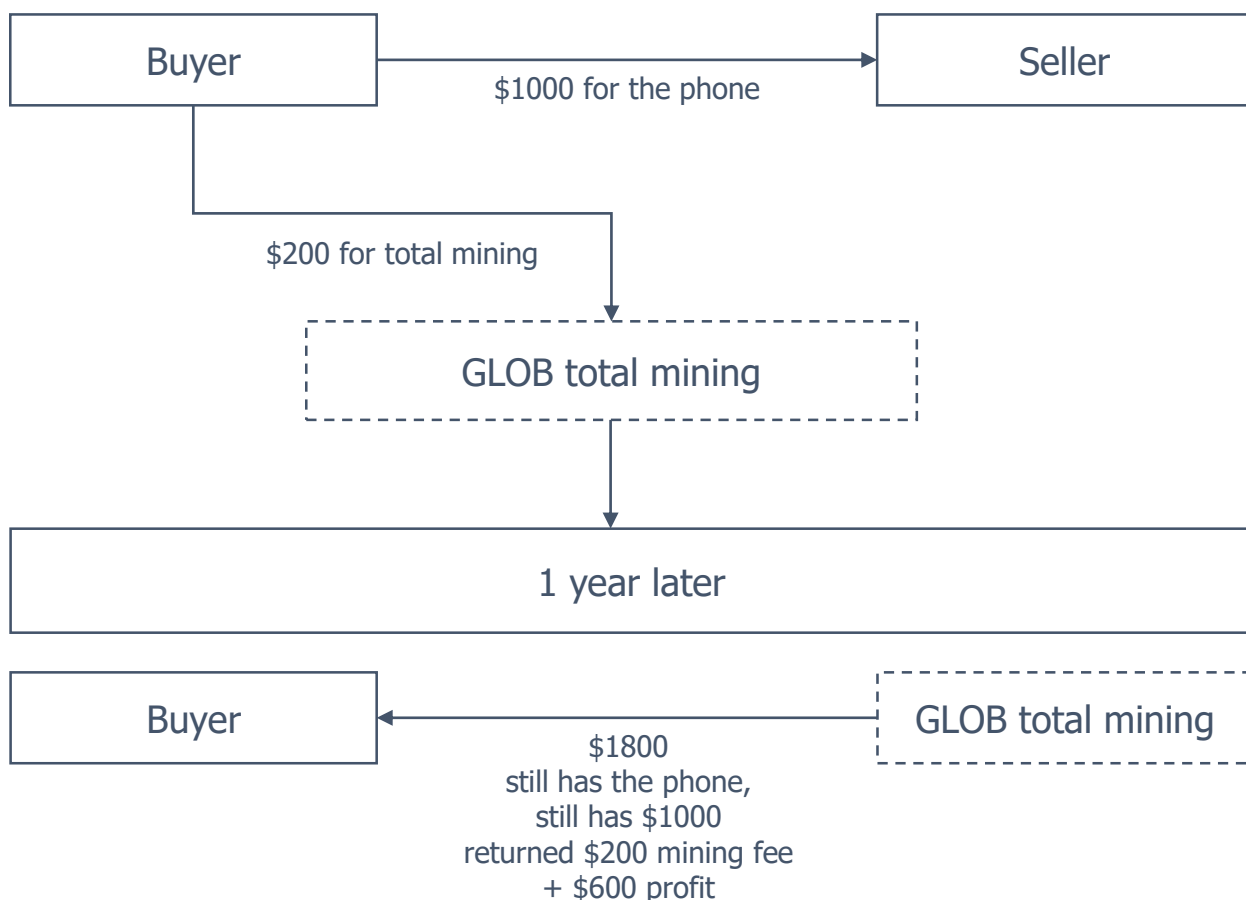 Buyer
Seller
$1000 for the phone
$200 for total mining
GLOB total mining
1 year later
Buyer
GLOB total mining
$1800
still has the phone,
still has $1000
returned $200 mining fee
+ $600 profit